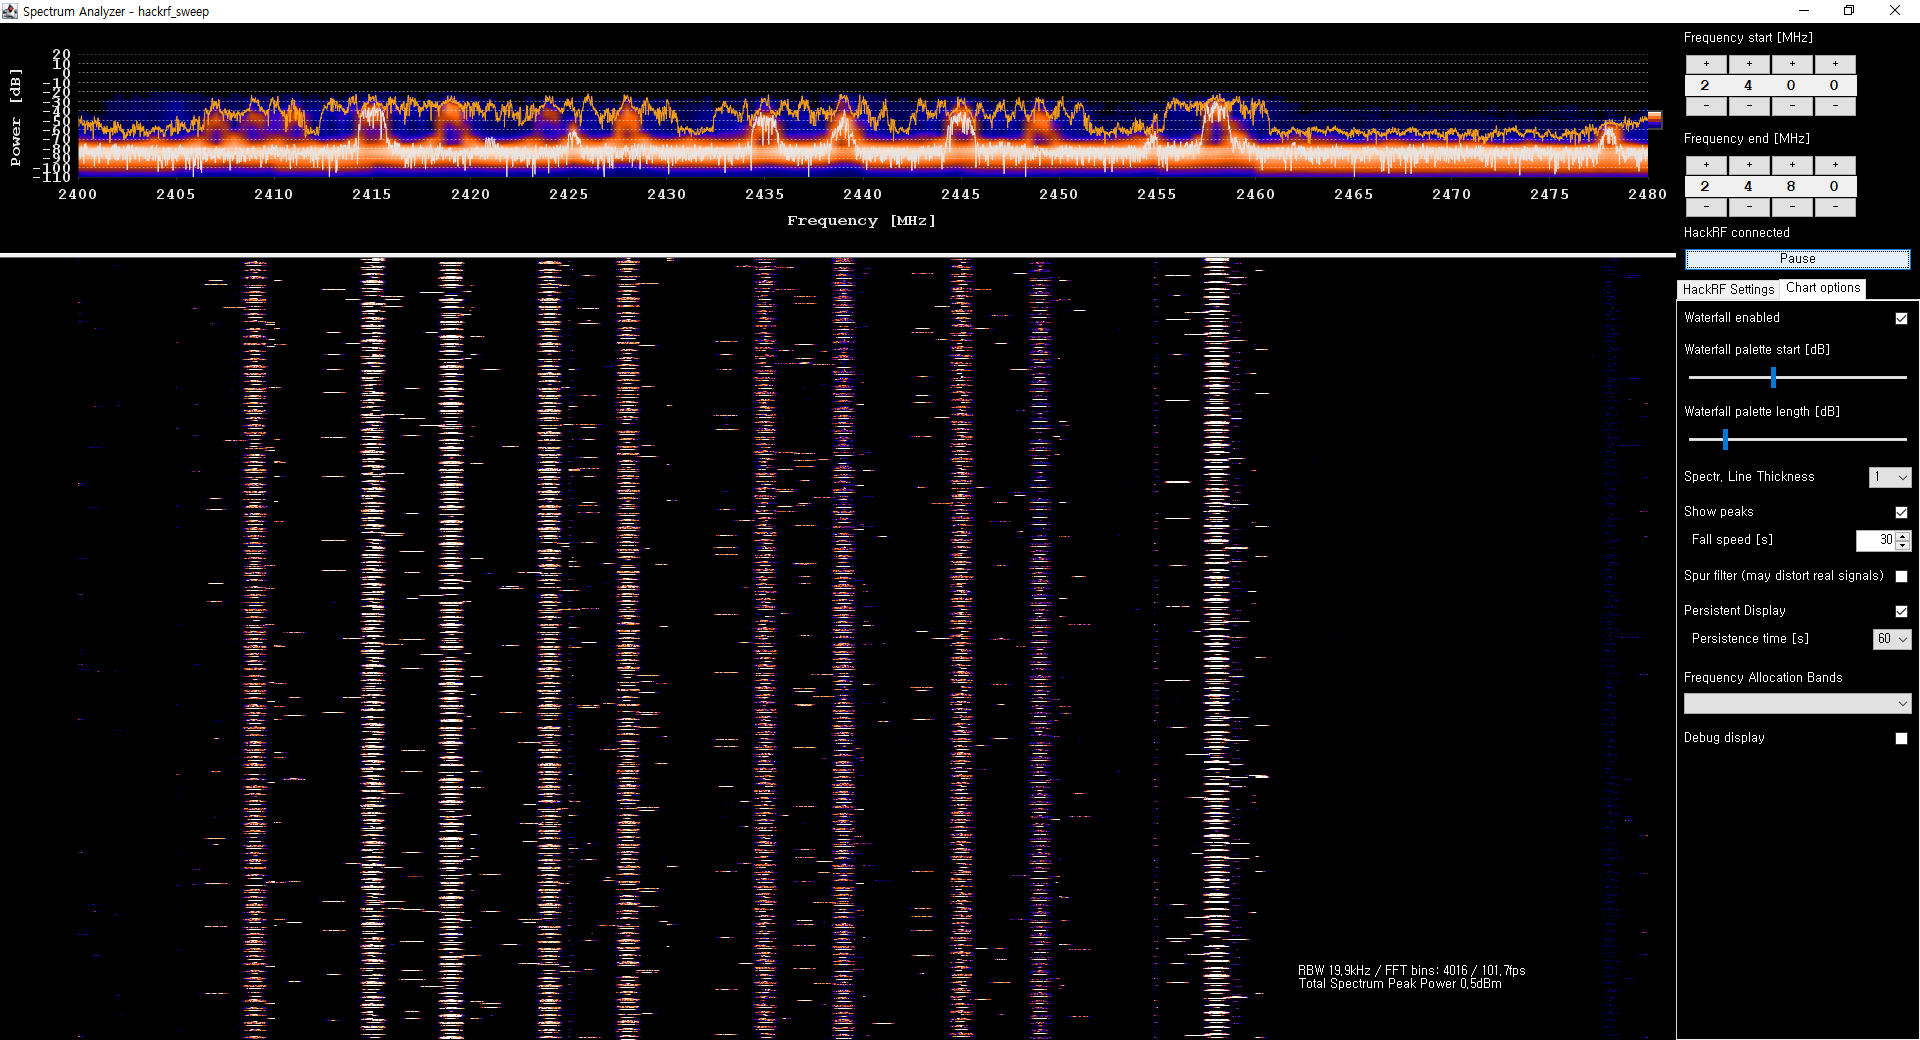 Spectrum Analyzer - hackrf_sweep
20
10
0
-10
-20
-30
-40
-50
-60
-70
-80
-90
-100
-110
Power [dB]
2400 2405 2410 2415 2420 2425 2430 2435 2440 2445 2450 2455 2460 2465 2470 2475 2480
Frequency [MHz]
RBW 19,9kHz / FFT bins: 4016 / 101,7fps
Total Spectrum Peak Power 0,5dBm
Frequency start [MHz]
+ + + +
2 4 0 0
- - - -
Frequency end [MHz]
+ + + +
2 4 8 0
- - - -
HackRF connected
Pause
HackRF Settings Chart options
Waterfall enabled
Waterfall palette start [dB]
Waterfall palette length [dB]
Spectr, Line Thickness 1
Show peaks
Fall speed [s] 30
Spur filter (may distort real signals)
Persistent Display
Persistence time [s] 60
Frequency Allocation Bands
Debug display